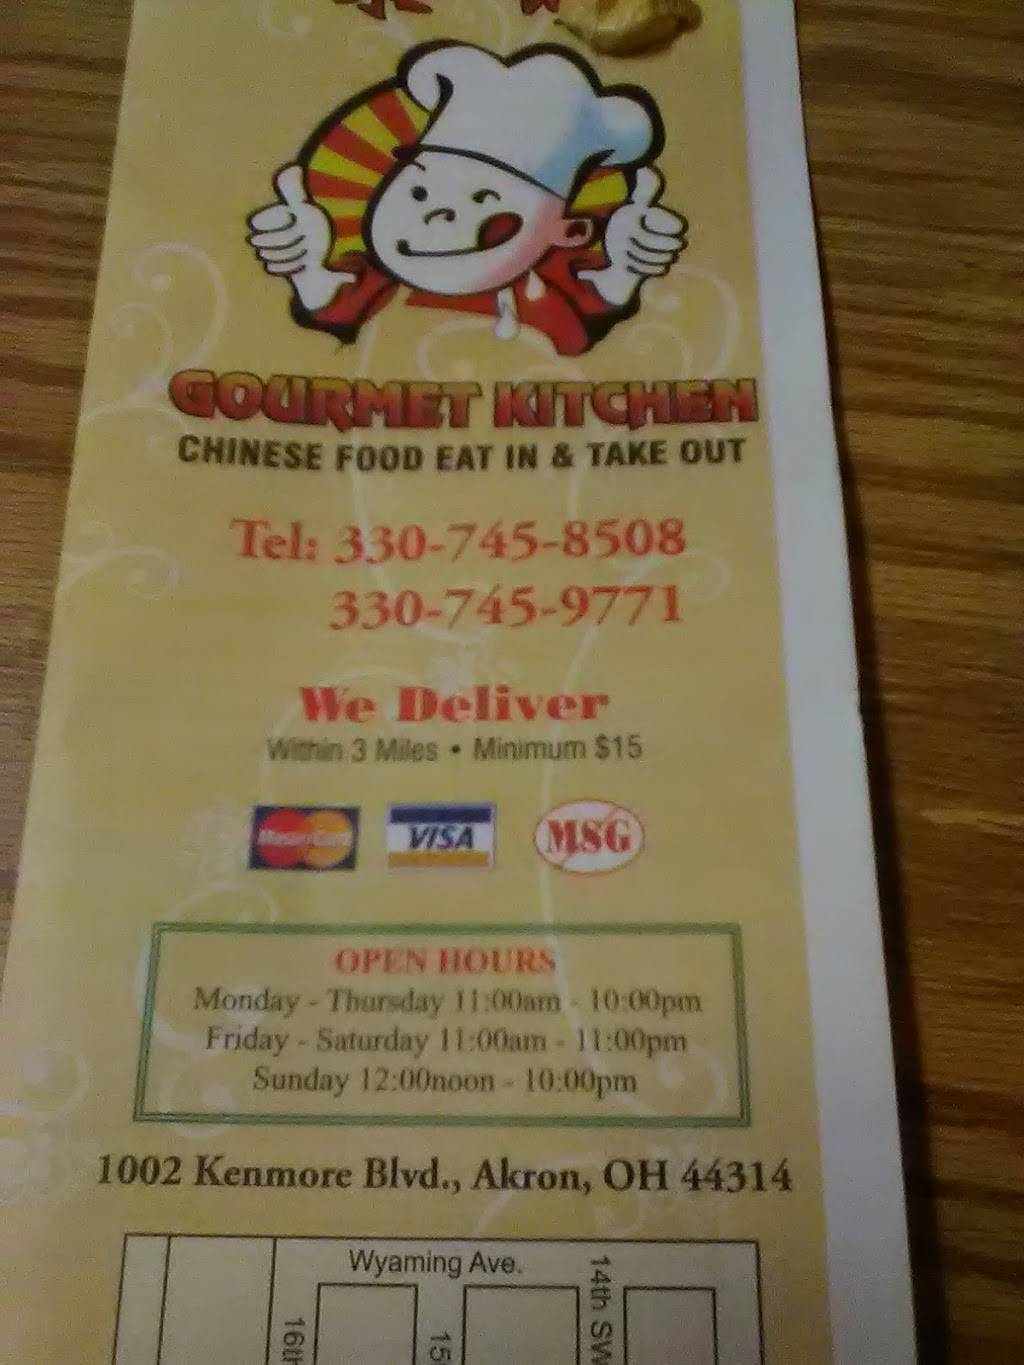 GOURMET KITCHEN
CHINESE FOOD EAT IN & TAKE OUT
Tel: 330-745-8508
330-745-9771
We Deliver
Within 3 Miles • Minimum $15
MasterCard VISA MSG
OPEN HOURS
Monday - Thursday 11:00am - 10:00pm
Friday - Saturday 11:00am - 11:00pm
Sunday 12:00noon - 10:00pm
1002 Kenmore Blvd., Akron, OH 44314
Wyaming Ave.
14th SW